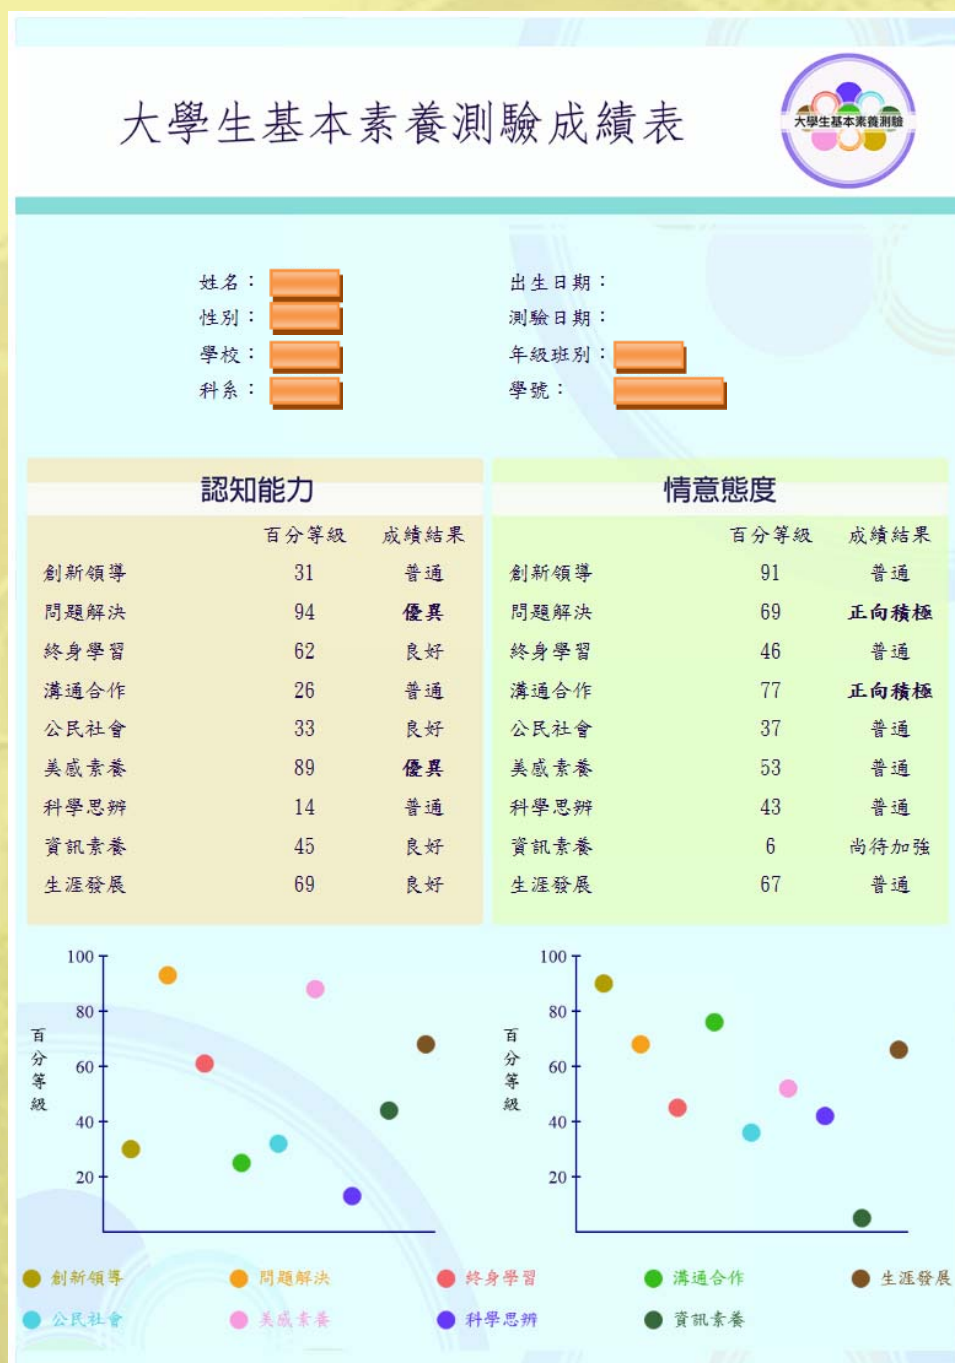 大學生基本素養測驗成績表
大學生基本素養測驗
姓名：
出生日期：
性別：
測驗日期：
學校：
年級班別：
科系：
學號：
認知能力
百分等級 成績結果
創新領導 31 普通
問題解決 94 優異
終身學習 62 良好
溝通合作 26 普通
公民社會 33 良好
美感素養 89 優異
科學思辨 14 普通
資訊素養 45 良好
生涯發展 69 良好
情意態度
百分等級 成績結果
創新領導 91 普通
問題解決 69 正向積極
終身學習 46 普通
溝通合作 77 正向積極
公民社會 37 普通
美感素養 53 普通
科學思辨 43 普通
資訊素養 6 尚待加強
生涯發展 67 普通
百分等級
100
80
60
40
20
百分等級
100
80
60
40
20
創新領導 問題解決 終身學習 溝通合作 生涯發展
公民社會 美感素養 科學思辨 資訊素養